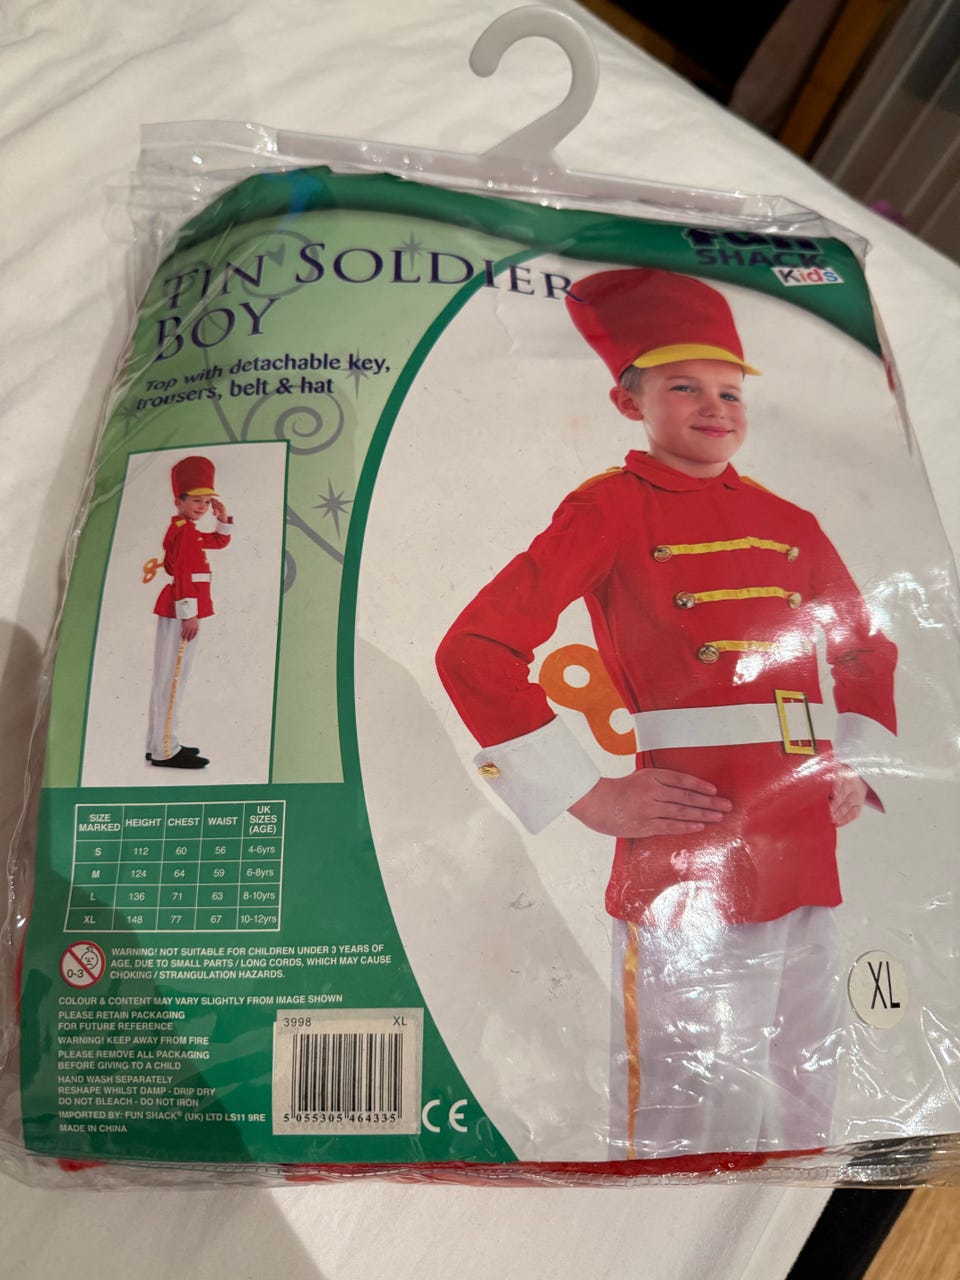 Fun
SHACK
Kids
TIN SOLDIER
BOY
Top with detachable key,
trousers, belt & hat
SIZE MARKED HEIGHT CHEST WAIST UK SIZES (AGE)
S 112 60 56 4-6yrs
M 124 64 59 6-8yrs
L 136 71 63 8-10yrs
XL 148 77 67 10-12yrs
0-3
WARNING! NOT SUITABLE FOR CHILDREN UNDER 3 YEARS OF
AGE, DUE TO SMALL PARTS / LONG CORDS, WHICH MAY CAUSE
CHOKING / STRANGULATION HAZARDS.
COLOUR & CONTENT MAY VARY SLIGHTLY FROM IMAGE SHOWN
PLEASE RETAIN PACKAGING
FOR FUTURE REFERENCE
WARNING! KEEP AWAY FROM FIRE
PLEASE REMOVE ALL PACKAGING
BEFORE GIVING TO A CHILD
HAND WASH SEPARATELY
RESHAPE WHILST DAMP - DRIP DRY
DO NOT BLEACH - DO NOT IRON
IMPORTED BY: FUN SHACK® (UK) LTD LS11 9RE
MADE IN CHINA
3998 XL
5 055305 464335
CE
XL